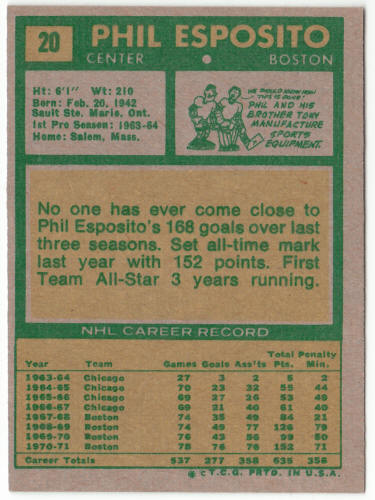 20
PHIL ESPOSITO
CENTER • BOSTON
Ht: 6'1" Wt: 210
Born: Feb. 20, 1942
Sault Ste. Marie, Ont.
1st Pro Season: 1963-64
Home: Salem, Mass.
WE SHOULD KNOW HOW
THIS IS DONE!
PHIL AND HIS
BROTHER TONY
MANUFACTURE
SPORTS
EQUIPMENT.
No one has ever come close to
Phil Esposito's 168 goals over last
three seasons. Set all-time mark
last year with 152 points. First
Team All-Star 3 years running.
NHL CAREER RECORD
Total Penalty
Year Team Games Goals Ass'ts Pts. Min.
1963-64 Chicago 27 3 2 5 2
1964-65 Chicago 70 23 32 55 44
1965-66 Chicago 69 27 26 53 49
1966-67 Chicago 69 21 40 61 40
1967-68 Boston 74 35 49 84 21
1968-69 Boston 74 49 77 126 79
1969-70 Boston 76 43 56 99 50
1970-71 Boston 78 76 76 152 71
Career Totals 537 277 358 635 356
© T.C.G. PRTD. IN U.S.A.